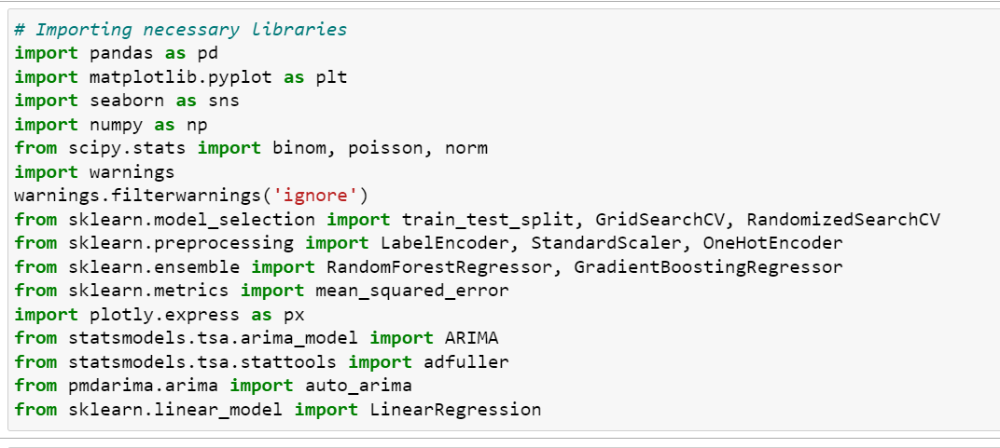 # Importing necessary libraries
import pandas as pd
import matplotlib.pyplot as plt
import seaborn as sns
import numpy as np
from scipy.stats import binom, poisson, norm
import warnings
warnings.filterwarnings('ignore')
from sklearn.model_selection import train_test_split, GridSearchCV, RandomizedSearchCV
from sklearn.preprocessing import LabelEncoder, StandardScaler, OneHotEncoder
from sklearn.ensemble import RandomForestRegressor, GradientBoostingRegressor
from sklearn.metrics import mean_squared_error
import plotly.express as px
from statsmodels.tsa.arima_model import ARIMA
from statsmodels.tsa.stattools import adfuller
from pmdarima.arima import auto_arima
from sklearn.linear_model import LinearRegression